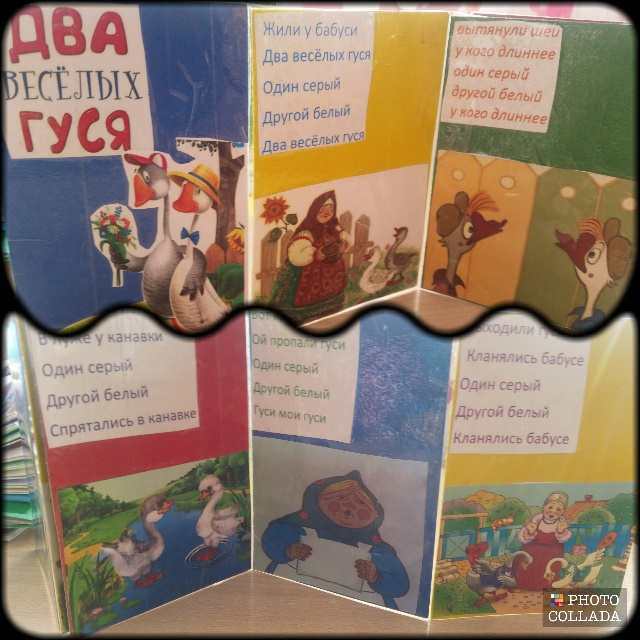 ДВА
ВЕСЁЛЫХ
ГУСЯ
Жили у бабуси
Два весёлых гуся
Один серый
Другой белый
Два весёлых гуся
вытянули шеи
у кого длиннее
один серый
другой белый
у кого длиннее
В луже у канавки
Один серый
Другой белый
Спрятались в канавке
Ой пропали гуси
Один серый
Другой белый
Гуси мои гуси
Кланялись бабусе
Один серый
Другой белый
Кланялись бабусе
PHOTO
COLLADA